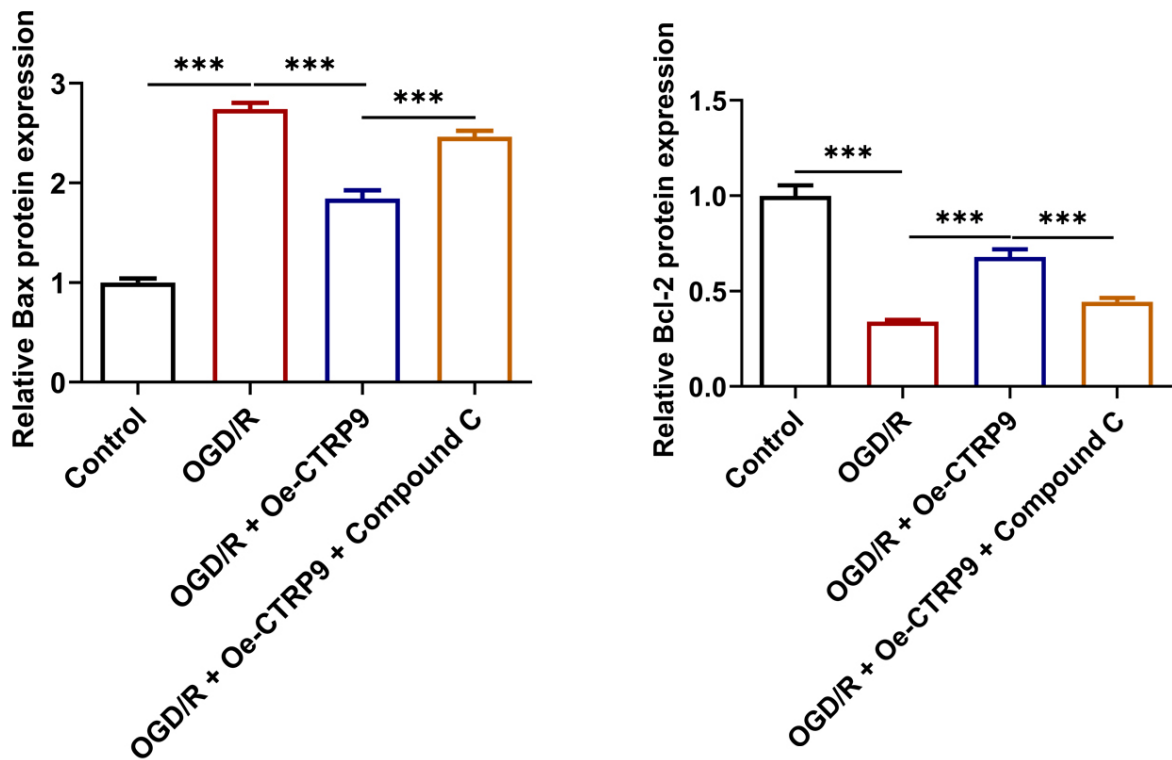 Relative Bax protein expression
3
2
1
0
***
***
***
Control
OGD/R
OGD/R + Oe-CTRP9
OGD/R + Oe-CTRP9 + Compound C
Relative Bcl-2 protein expression
1.5
1.0
0.5
0.0
***
***
***
Control
OGD/R
OGD/R + Oe-CTRP9
OGD/R + Oe-CTRP9 + Compound C